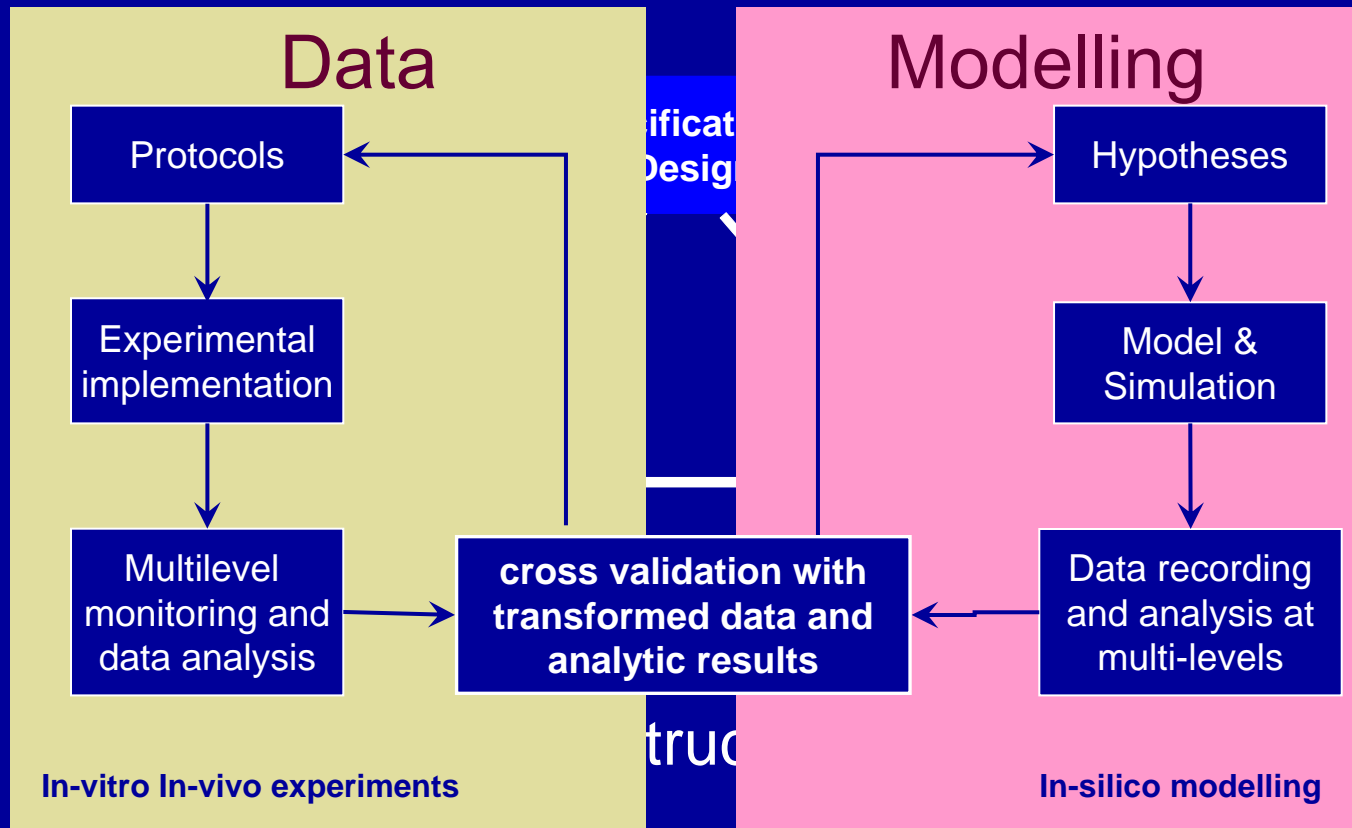 Data
Protocols
Experimental
implementation
Multilevel
monitoring and
data analysis
In-vitro In-vivo experiments
cross validation with
transformed data and
analytic results
Modelling
Hypotheses
Model &
Simulation
Data recording
and analysis at
multi-levels
In-silico modelling